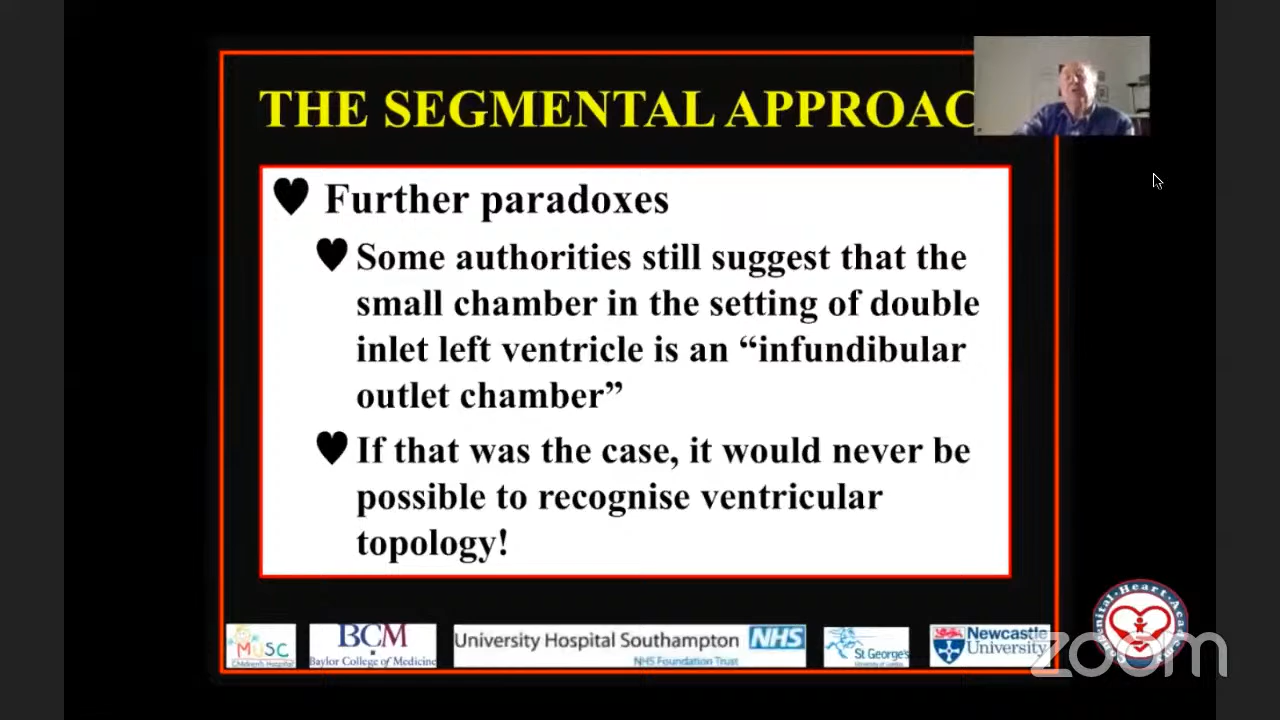 THE SEGMENTAL APPROAC
Further paradoxes
Some authorities still suggest that the
small chamber in the setting of double
inlet left ventricle is an “infundibular
outlet chamber”
If that was the case, it would never be
possible to recognise ventricular
topology!
MUSC
Children's Hospital
BCM
Baylor College of Medicine
University Hospital Southampton NHS
NHS Foundation Trust
St George's
University of London
Newcastle
University
zoom